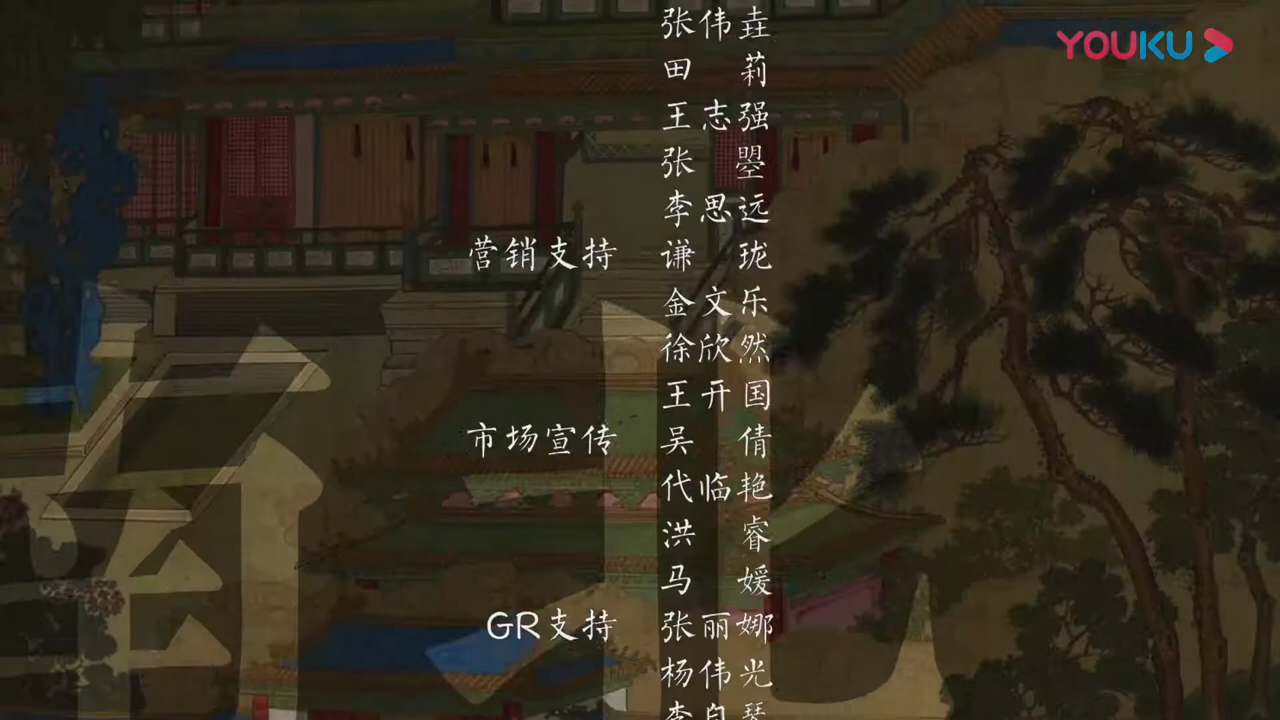 YOUKU
张伟垚
田 莉
王志强
张 曌
李思远
营销支持 谦 珑
金文乐
徐欣然
王开国
市场宣传 吴 倩
代临艳
洪 睿
马 媛
GR支持 张丽娜
杨伟光